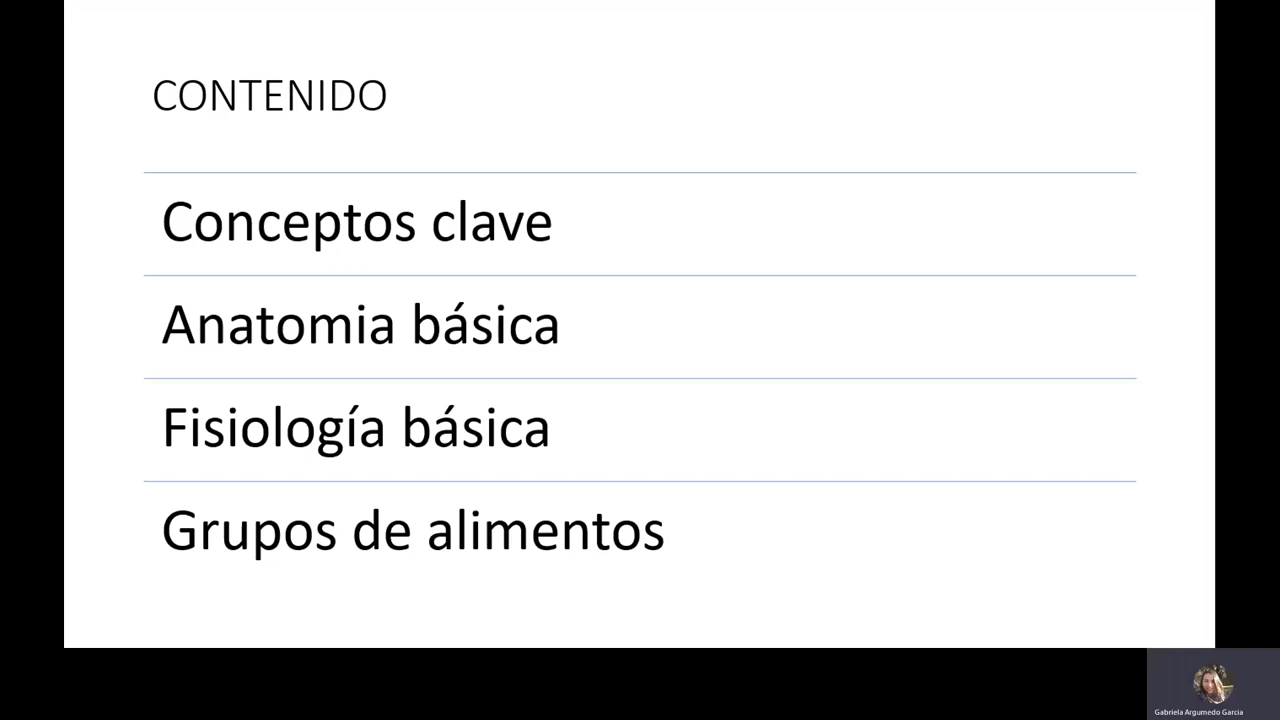 CONTENIDO
Conceptos clave
Anatomia básica
Fisiología básica
Grupos de alimentos
Gabriela Argumedo Garcia